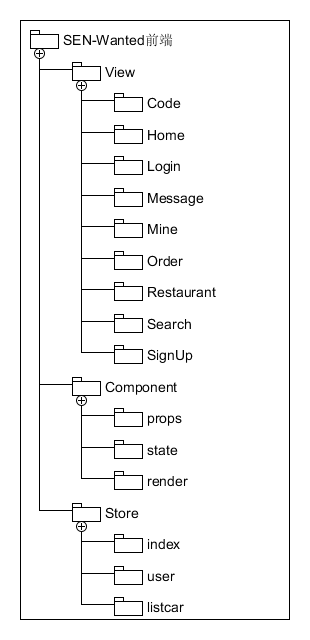 SEN-Wanted前端
View
Code
Home
Login
Message
Mine
Order
Restaurant
Search
SignUp
Component
props
state
render
Store
index
user
listcar